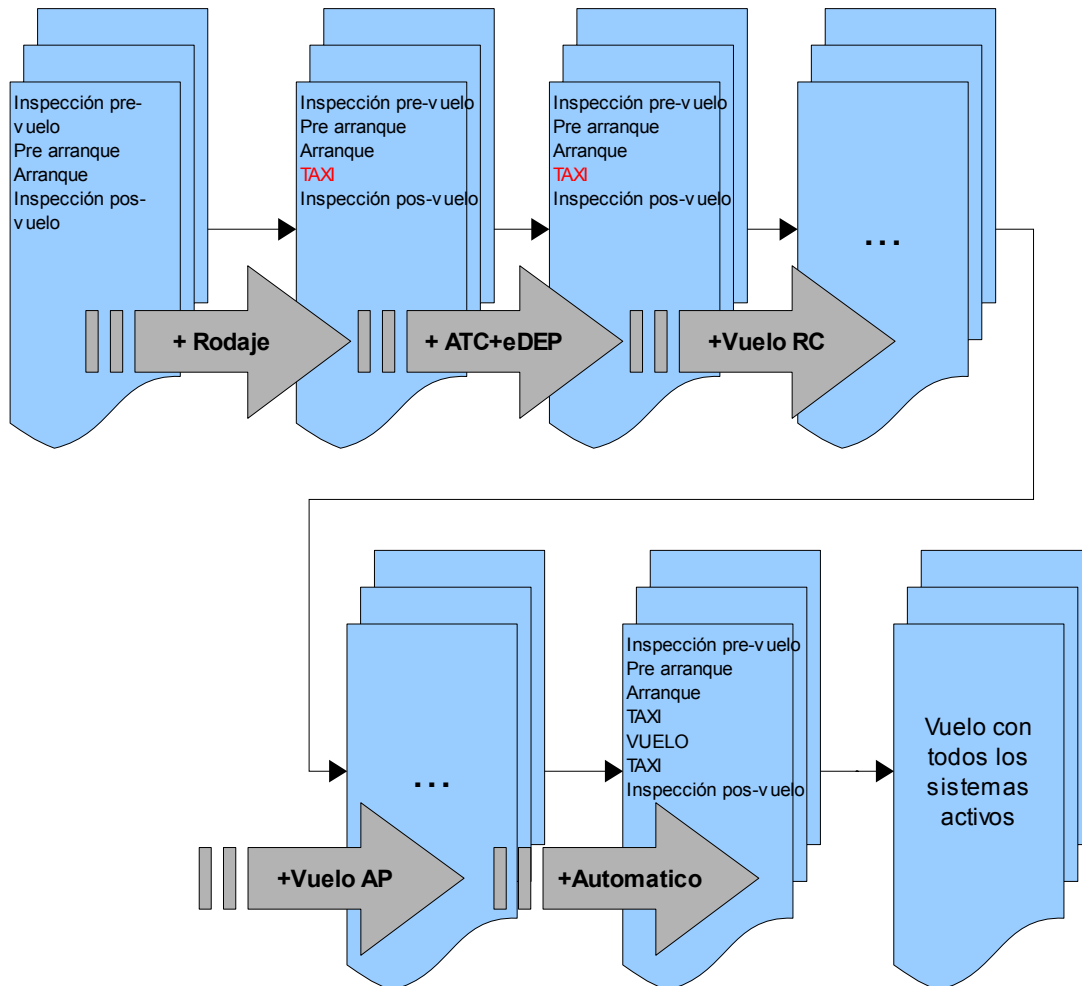 Inspección pre-
vuelo
Pre arranque
Arranque
Inspección pos-
vuelo
Inspección pre-vuelo
Pre arranque
Arranque
TAXI
Inspección pos-vuelo
Inspección pre-vuelo
Pre arranque
Arranque
TAXI
Inspección pos-vuelo
...
+ Rodaje
+ ATC+eDEP
+Vuelo RC
...
Inspección pre-vuelo
Pre arranque
Arranque
TAXI
VUELO
TAXI
Inspección pos-vuelo
Vuelo con
todos los
sistemas
activos
+Vuelo AP
+Automatico